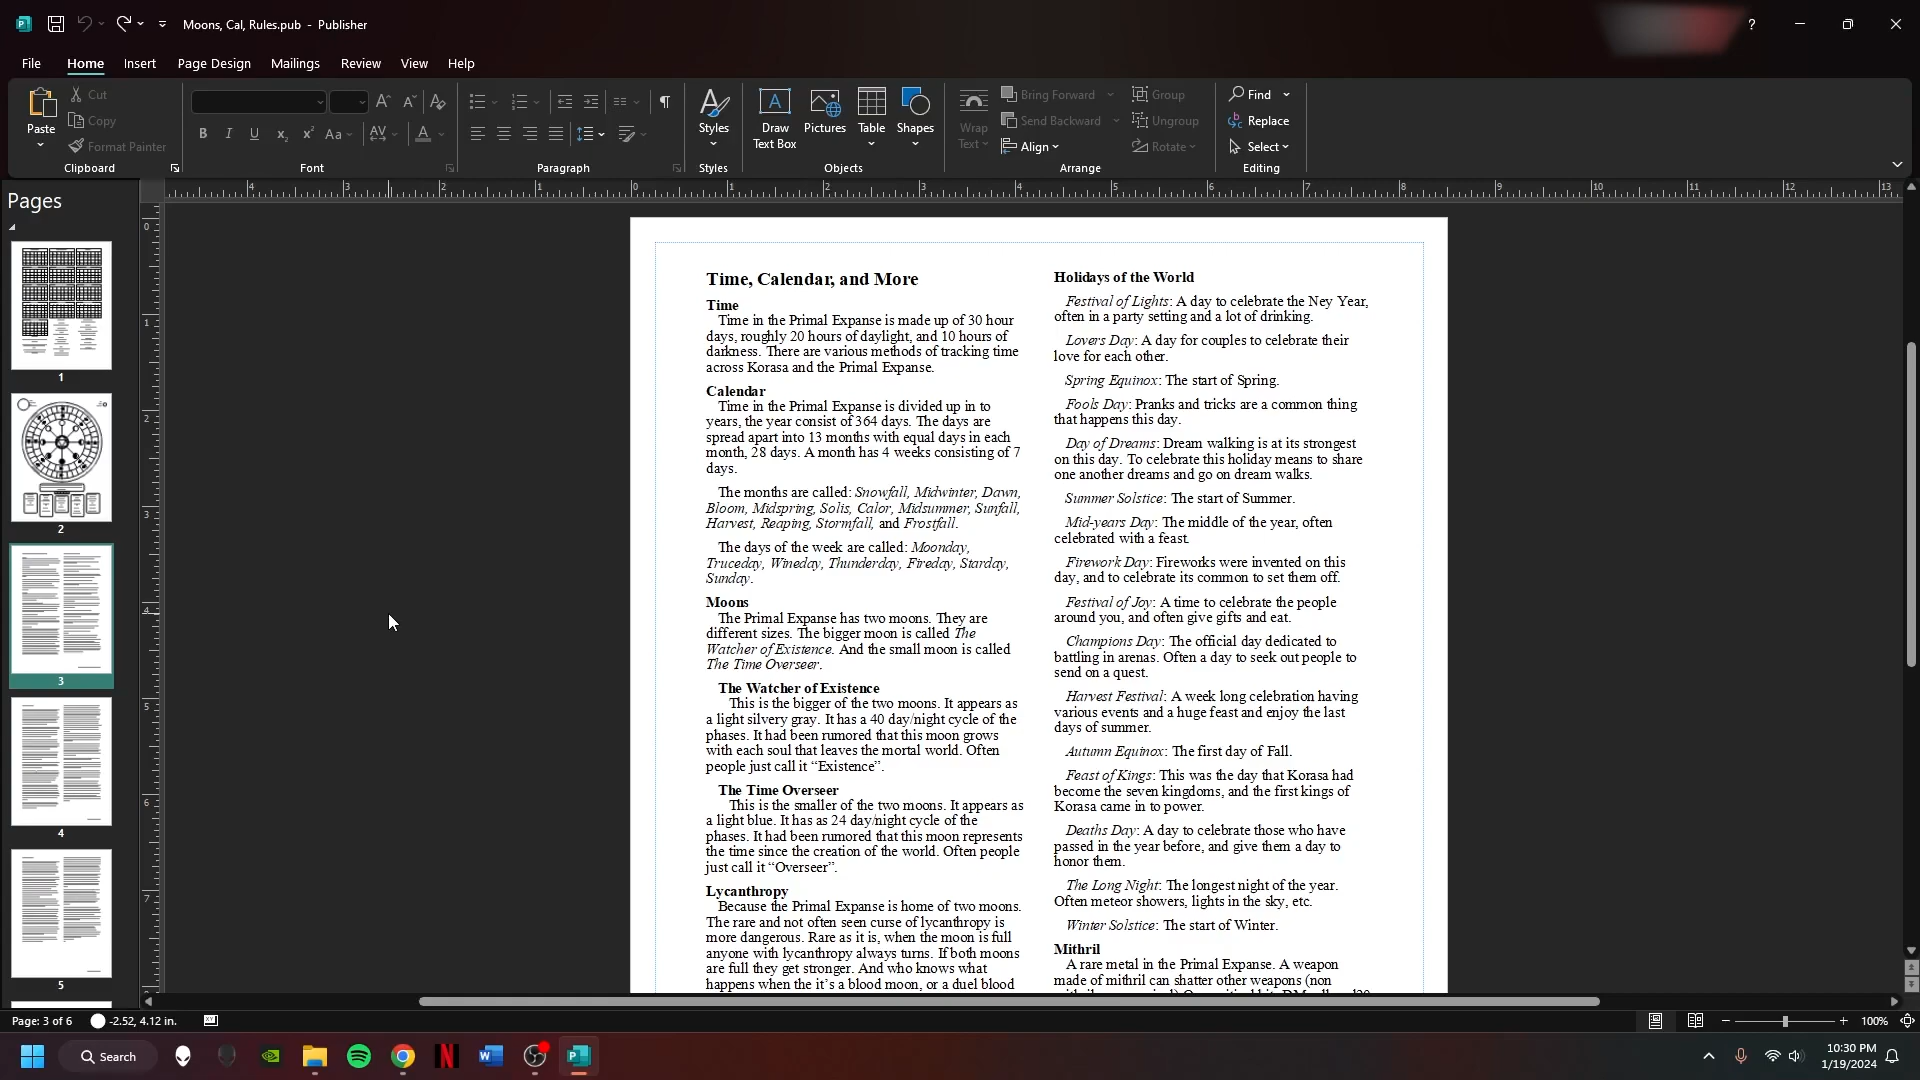 Moons, Cal, Rules.pub - Publisher
?
File Home Insert Page Design Mailings Review View Help
Paste
Cut
Copy
Format Painter
Clipboard
Font
Paragraph
Styles
Styles
Draw
Text Box
Pictures
Table
Shapes
Objects
Wrap
Text
Bring Forward
Send Backward
Align
Group
Ungroup
Rotate
Arrange
Find
Replace
Select
Editing
Pages
1
2
3
4
5
4 3 2 1 0 1 2 3 4 5 6 7 8 9 10 11 12 13
0
1
2
3
4
5
6
7
Time, Calendar, and More
Time
Time in the Primal Expanse is made up of 30 hour
days, roughly 20 hours of daylight, and 10 hours of
darkness. There are various methods of tracking time
across Korasa and the Primal Expanse.
Calendar
Time in the Primal Expanse is divided up in to
years, the year consist of 364 days. The days are
spread apart into 13 months with equal days in each
month, 28 days. A month has 4 weeks consisting of 7
days.
The months are called: Snowfall, Midwinter, Dawn,
Bloom, Midspring, Solis, Calor, Midsummer, Sunfall,
Harvest, Reaping, Stormfall, and Frostfall.
The days of the week are called: Moonday,
Truceday, Wineday, Thunderday, Fireday, Starday,
Sunday.
Moons
The Primal Expanse has two moons. They are
different sizes. The bigger moon is called The
Watcher of Existence. And the small moon is called
The Time Overseer.
The Watcher of Existence
This is the bigger of the two moons. It appears as
a light silvery gray. It has a 40 day/night cycle of the
phases. It had been rumored that this moon grows
with each soul that leaves the mortal world. Often
people just call it “Existence”.
The Time Overseer
This is the smaller of the two moons. It appears as
a light blue. It has as 24 day/night cycle of the
phases. It had been rumored that this moon represents
the time since the creation of the world. Often people
just call it “Overseer”.
Lycanthropy
Because the Primal Expanse is home of two moons.
The rare and not often seen curse of lycanthropy is
more dangerous. Rare as it is, when the moon is full
anyone with lycanthropy always turns. If both moons
are full they get stronger. And who knows what
happens when the it’s a blood moon, or a duel blood
Holidays of the World
Festival of Lights: A day to celebrate the Ney Year,
often in a party setting and a lot of drinking.
Lovers Day: A day for couples to celebrate their
love for each other.
Spring Equinox: The start of Spring.
Fools Day: Pranks and tricks are a common thing
that happens this day.
Day of Dreams: Dream walking is at its strongest
on this day. To celebrate this holiday means to share
one another dreams and go on dream walks.
Summer Solstice: The start of Summer.
Mid-years Day: The middle of the year, often
celebrated with a feast.
Firework Day: Fireworks were invented on this
day, and to celebrate its common to set them off.
Festival of Joy: A time to celebrate the people
around you, and often give gifts and eat.
Champions Day: The official day dedicated to
battling in arenas. Often a day to seek out people to
send on a quest.
Harvest Festival: A week long celebration having
various events and a huge feast and enjoy the last
days of summer.
Autumn Equinox: The first day of Fall.
Feast of Kings: This was the day that Korasa had
become the seven kingdoms, and the first kings of
Korasa came in to power.
Deaths Day: A day to celebrate those who have
passed in the year before, and give them a day to
honor them.
The Long Night: The longest night of the year.
Often meteor showers, lights in the sky, etc.
Winter Solstice: The start of Winter.
Mithril
A rare metal in the Primal Expanse. A weapon
made of mithril can shatter other weapons (non
Page: 3 of 6
-2.52, 4.12 in.
100%
Search
10:30 PM
1/19/2024